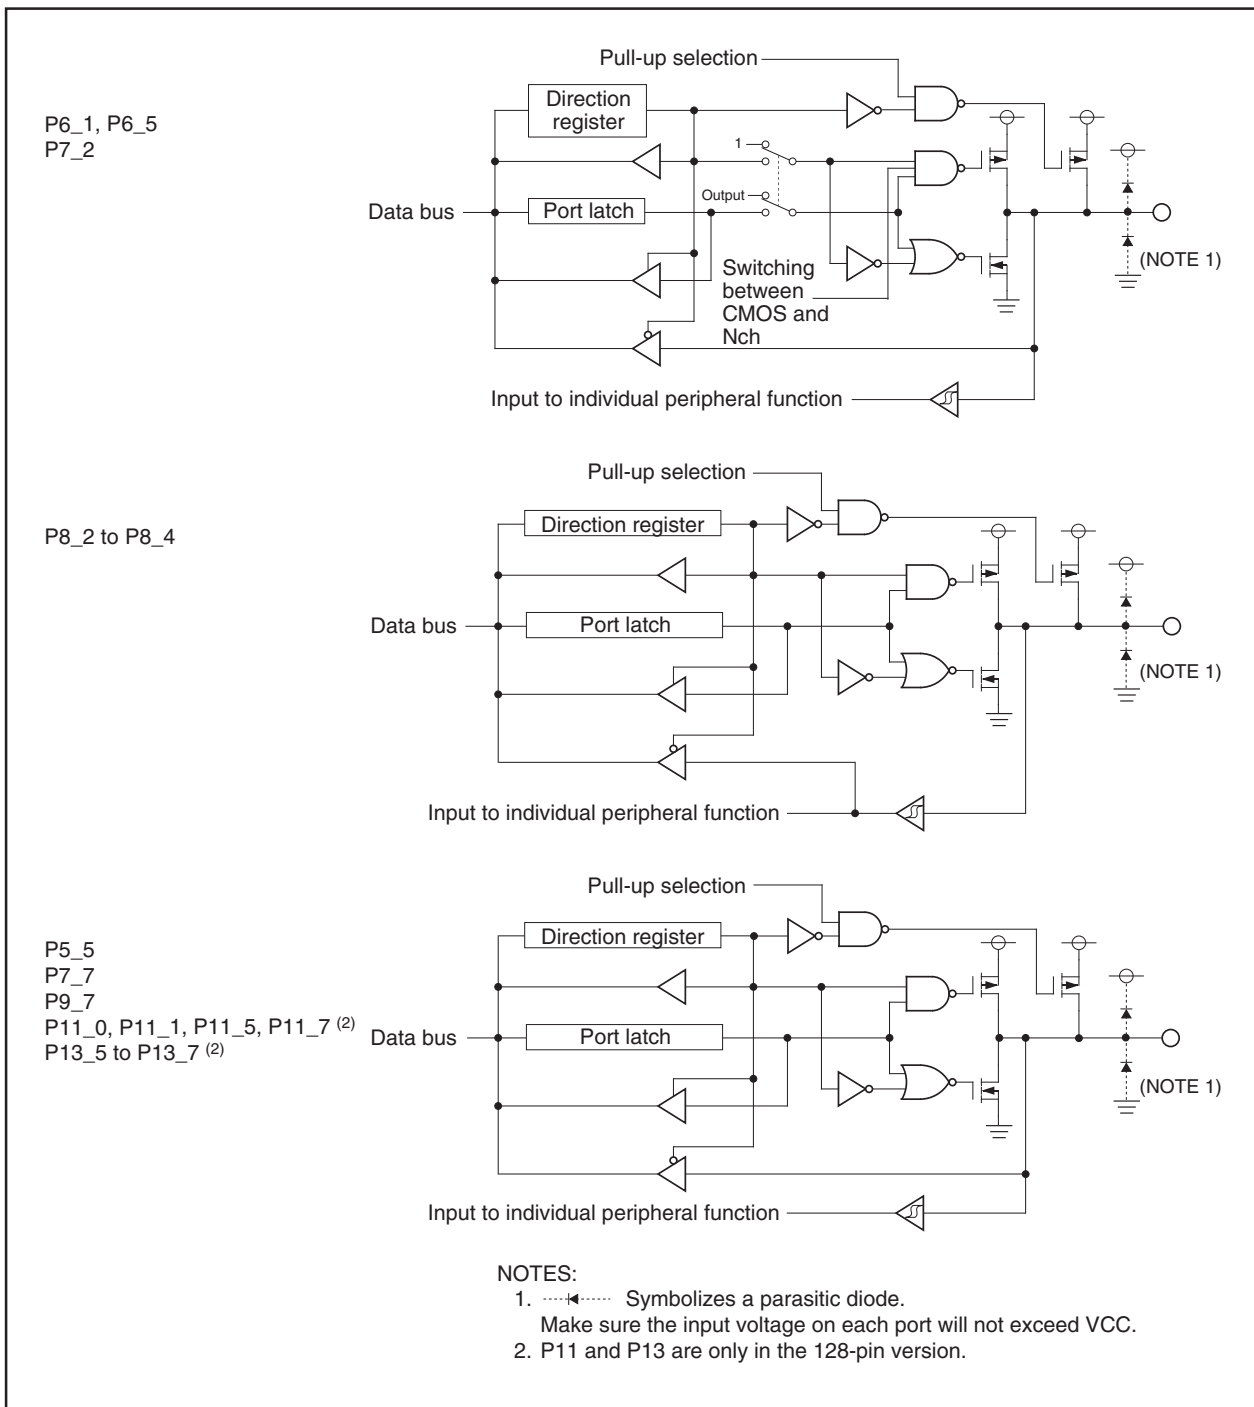 P6_1, P6_5
P7_2
Pull-up selection
Direction
register
1
Output
Data bus
Port latch
Switching
between
CMOS and
Nch
(NOTE 1)
Input to individual peripheral function
P8_2 to P8_4
Pull-up selection
Direction register
Data bus
Port latch
(NOTE 1)
Input to individual peripheral function
P5_5
P7_7
P9_7
P11_0, P11_1, P11_5, P11_7 (2)
P13_5 to P13_7 (2)
Pull-up selection
Direction register
Data bus
Port latch
(NOTE 1)
Input to individual peripheral function
NOTES:
1. Symbolizes a parasitic diode.
Make sure the input voltage on each port will not exceed VCC.
2. P11 and P13 are only in the 128-pin version.